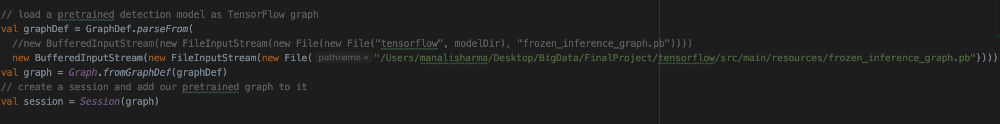 // load a pretrained detection model as TensorFlow graph
val graphDef = GraphDef.parseFrom(
//new BufferedInputStream(new FileInputStream(new File(new File("tensorflow", modelDir), "frozen_inference_graph.pb"))))
new BufferedInputStream(new FileInputStream(new File( pathname = "/Users/manalisharma/Desktop/BigData/FinalProject/tensorflow/src/main/resources/frozen_inference_graph.pb"))))
val graph = Graph.fromGraphDef(graphDef)
// create a session and add our pretrained graph to it
val session = Session(graph)